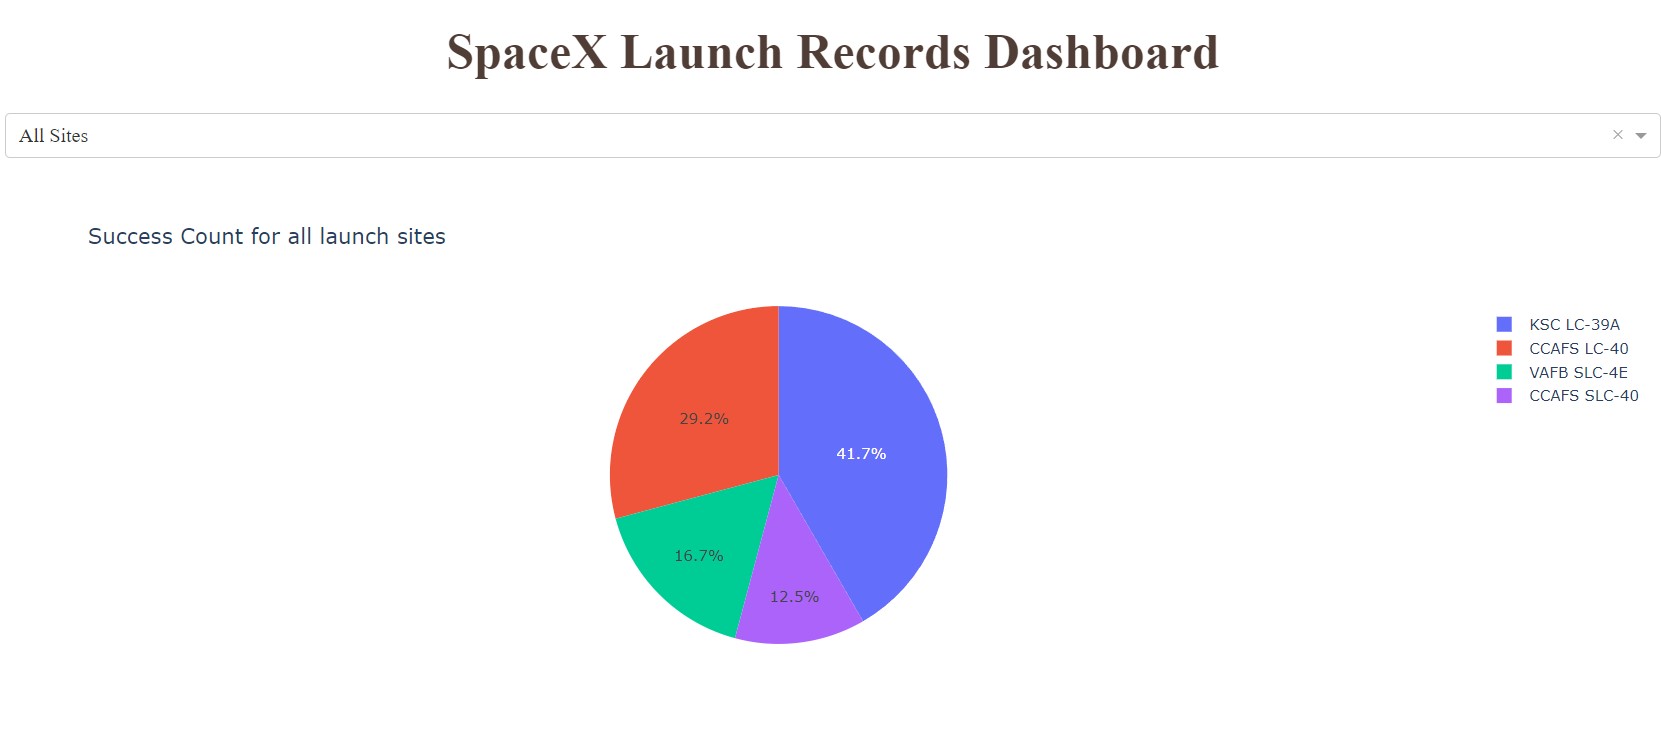 SpaceX Launch Records Dashboard
All Sites
Success Count for all launch sites
KSC LC-39A
CCAFS LC-40
VAFB SLC-4E
CCAFS SLC-40
29.2%
41.7%
16.7%
12.5%